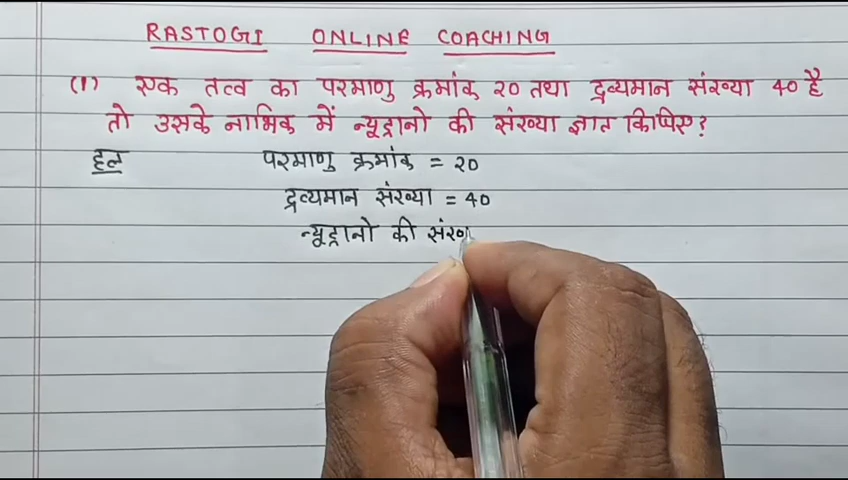 RASTOGI ONLINE COACHING
(1) एक तत्व का परमाणु क्रमांक 20 तथा द्रव्यमान संख्या 40 है
तो उसके नाभिक में न्यूट्रानो की संख्या ज्ञात किजिए?
हल परमाणु क्रमांक = 20
द्रव्यमान संख्या = 40
न्यूट्रानो की